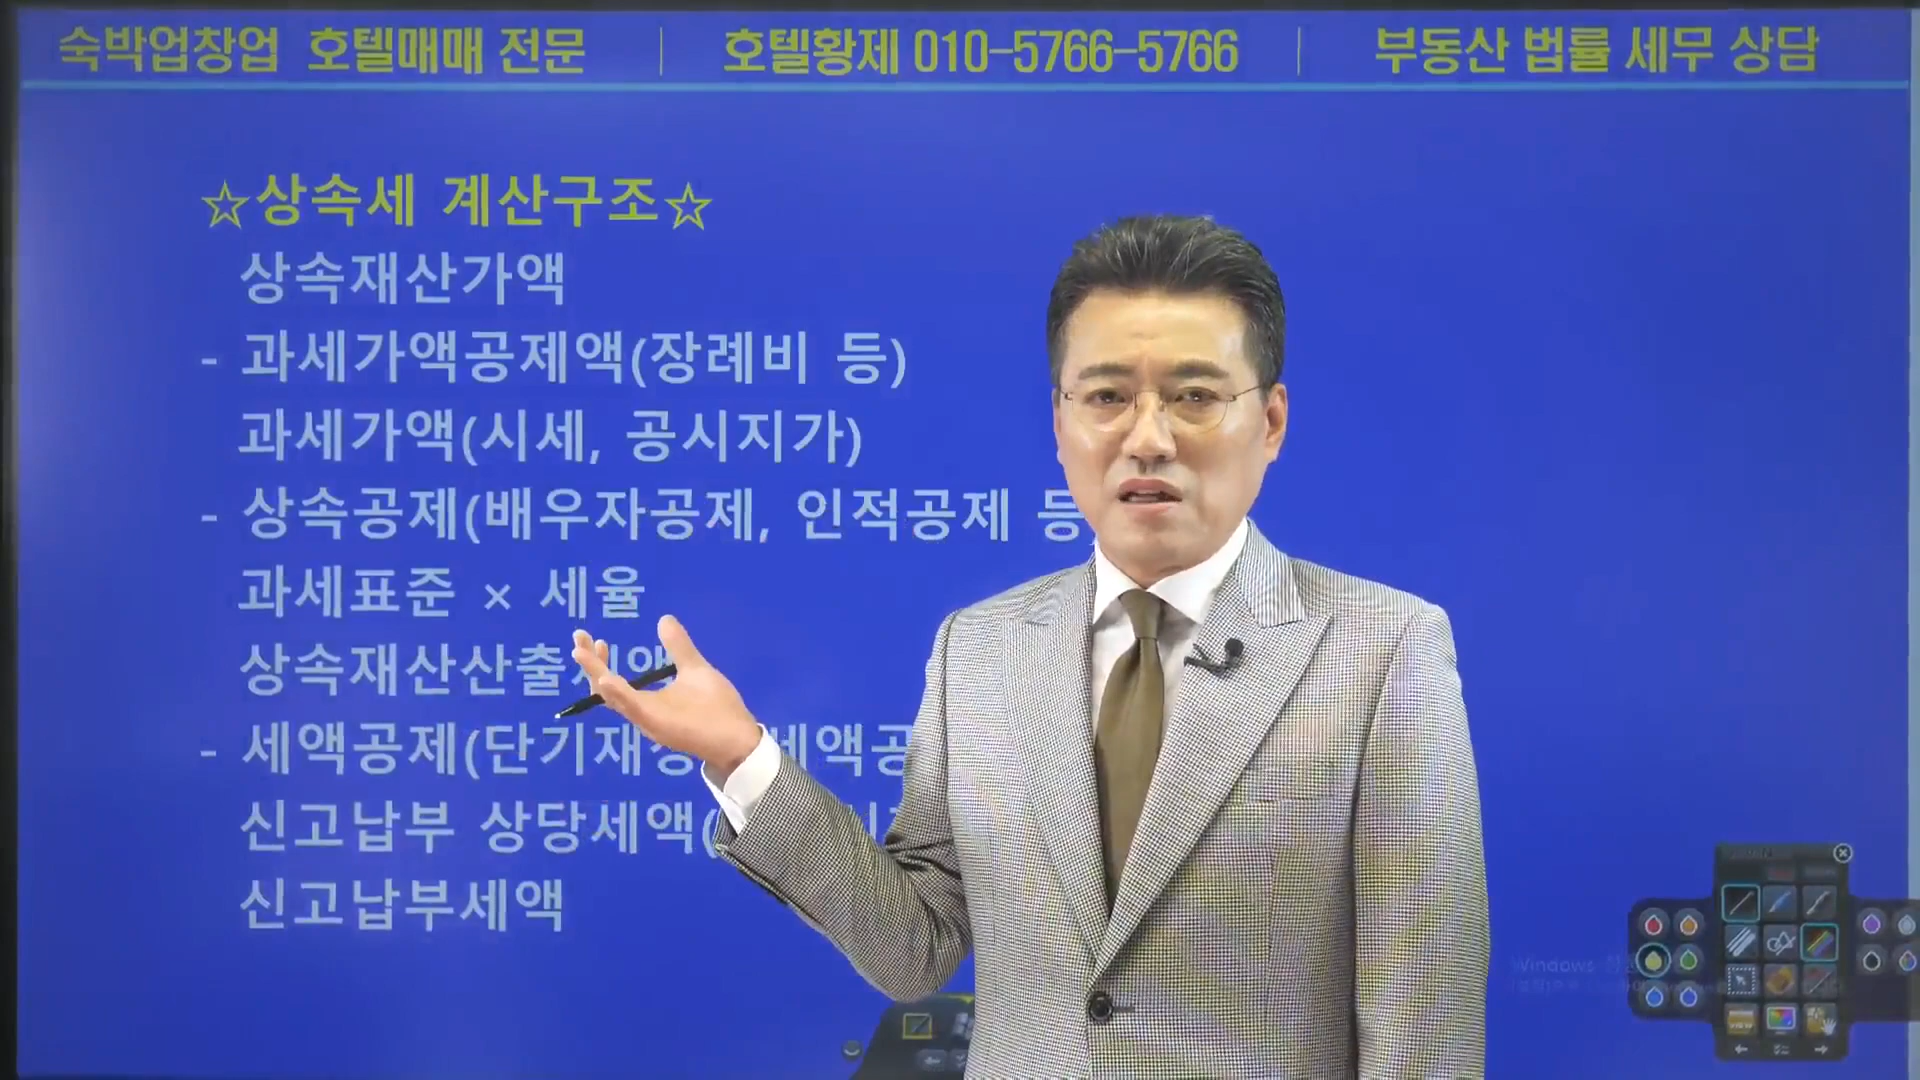 숙박업창업 호텔매매 전문 | 호텔황제 010-5766-5766 | 부동산 법률 세무 상담
☆상속세 계산구조☆
상속재산가액
- 과세가액공제액(장례비 등)
과세가액(시세, 공시지가)
- 상속공제(배우자공제, 인적공제 등
과세표준 × 세율
상속재산산출
- 세액공제(단기재 세액공
신고납부 상당세액(
신고납부세액
Windows